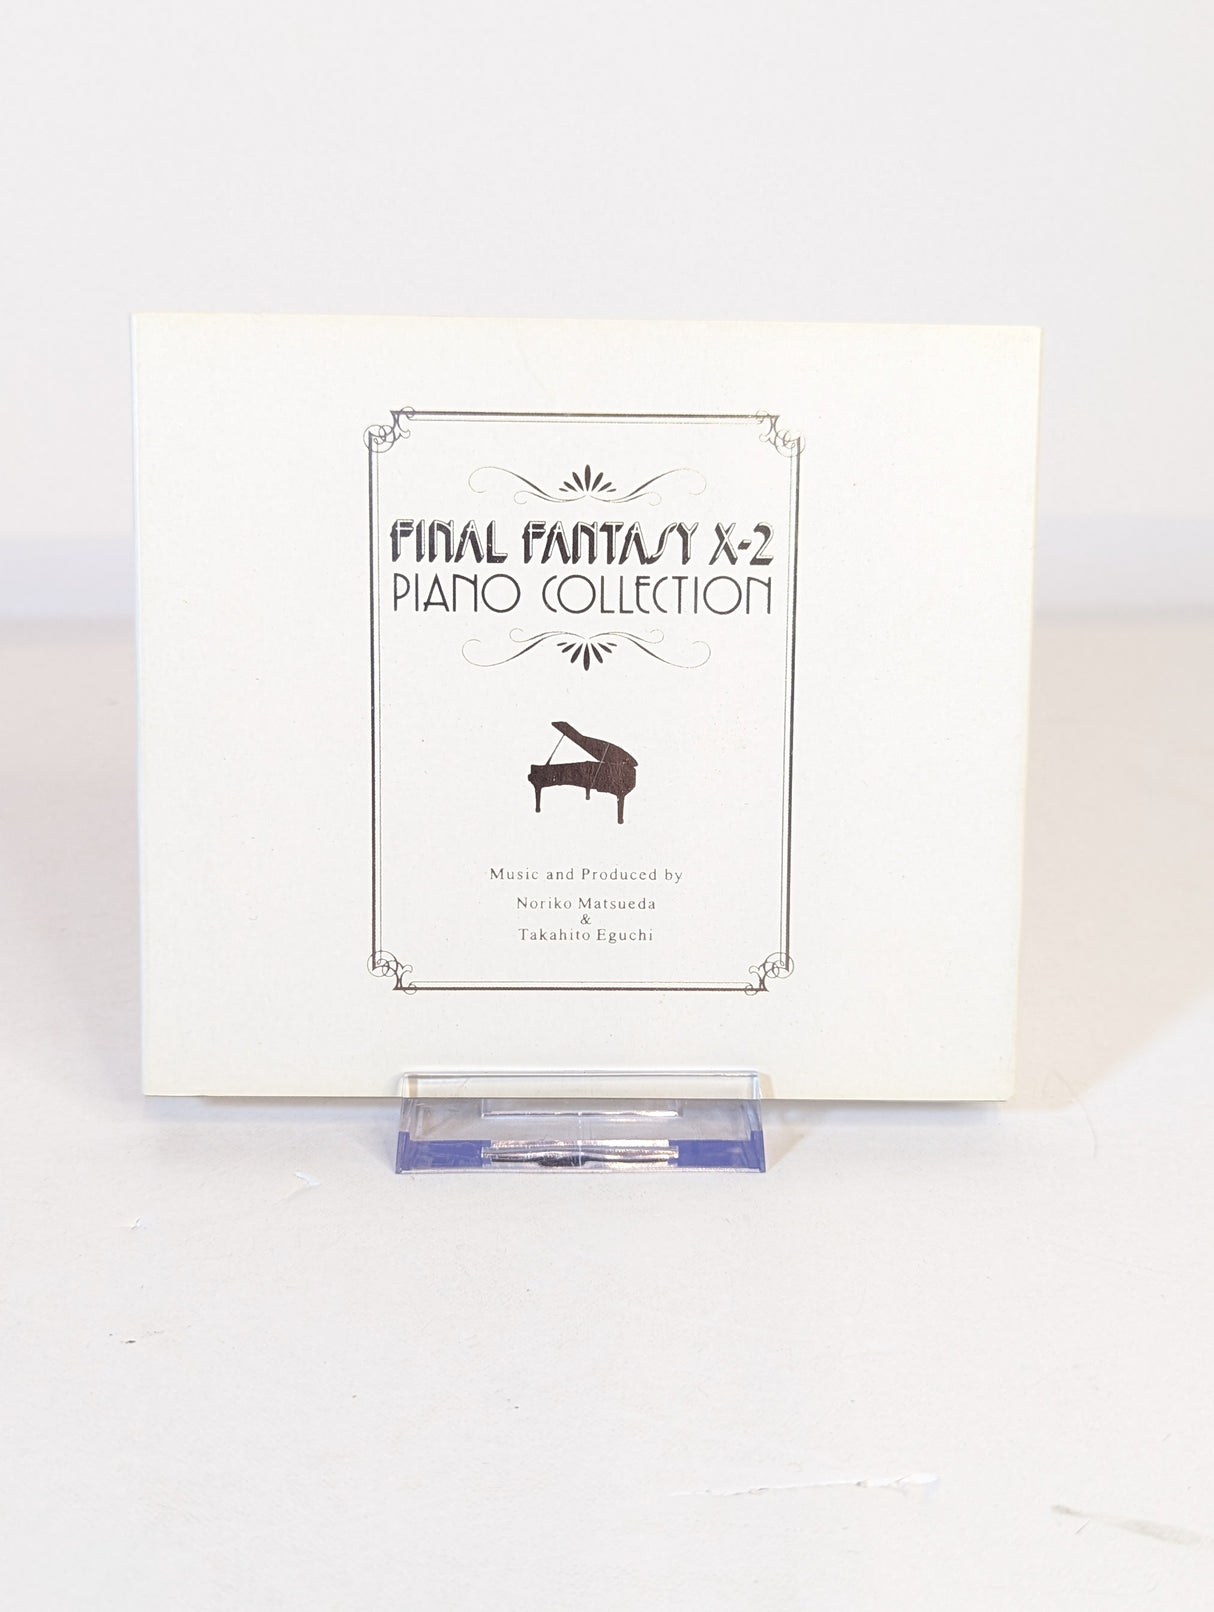 FINAL FANTASY X-2
PIANO COLLECTION
Music and Produced by
Noriko Matsueda
&
Takahito Eguchi